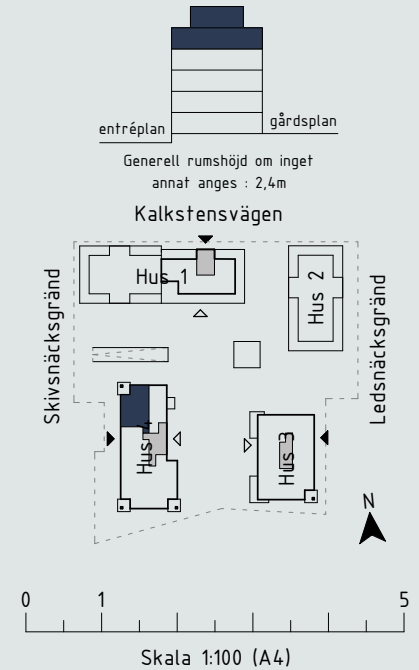 entréplan
gårdsplan
Generell rumshöjd om inget
annat anges : 2,4m
Kalkstensvägen
Skivsnäcksgränd
Hus 1
Hus 2
Ledsnäcksgränd
Hus 4
Hus 3
N
0 1 5
Skala 1:100 (A4)